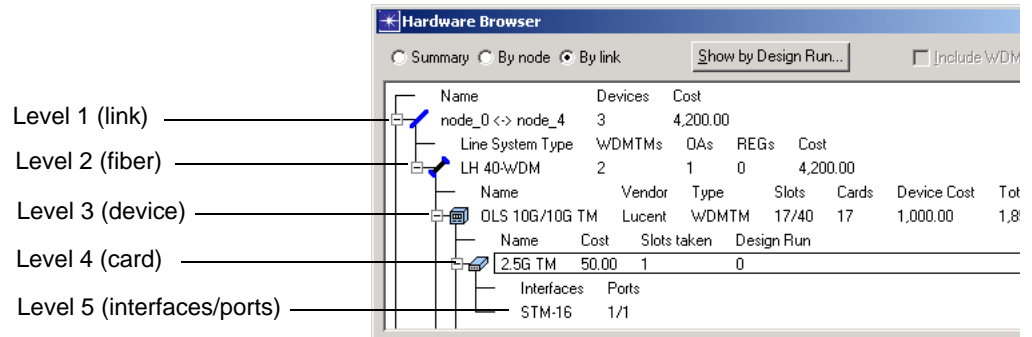 Hardware Browser
Summary By node By link Show by Design Run... Include WDM
Name Devices Cost
Level 1 (link) node_0 <-> node_4 3 4,200.00
Line System Type WDMTMs OAs REGs Cost
Level 2 (fiber) LH 40-WDM 2 1 0 4,200.00
Name Vendor Type Slots Cards Device Cost Tot
Level 3 (device) OLS 10G/10G TM Lucent WDMTM 17/40 17 1,000.00 1,8
Name Cost Slots taken Design Run
Level 4 (card) 2.5G TM 50.00 1 0
Interfaces Ports
Level 5 (interfaces/ports) STM-16 1/1